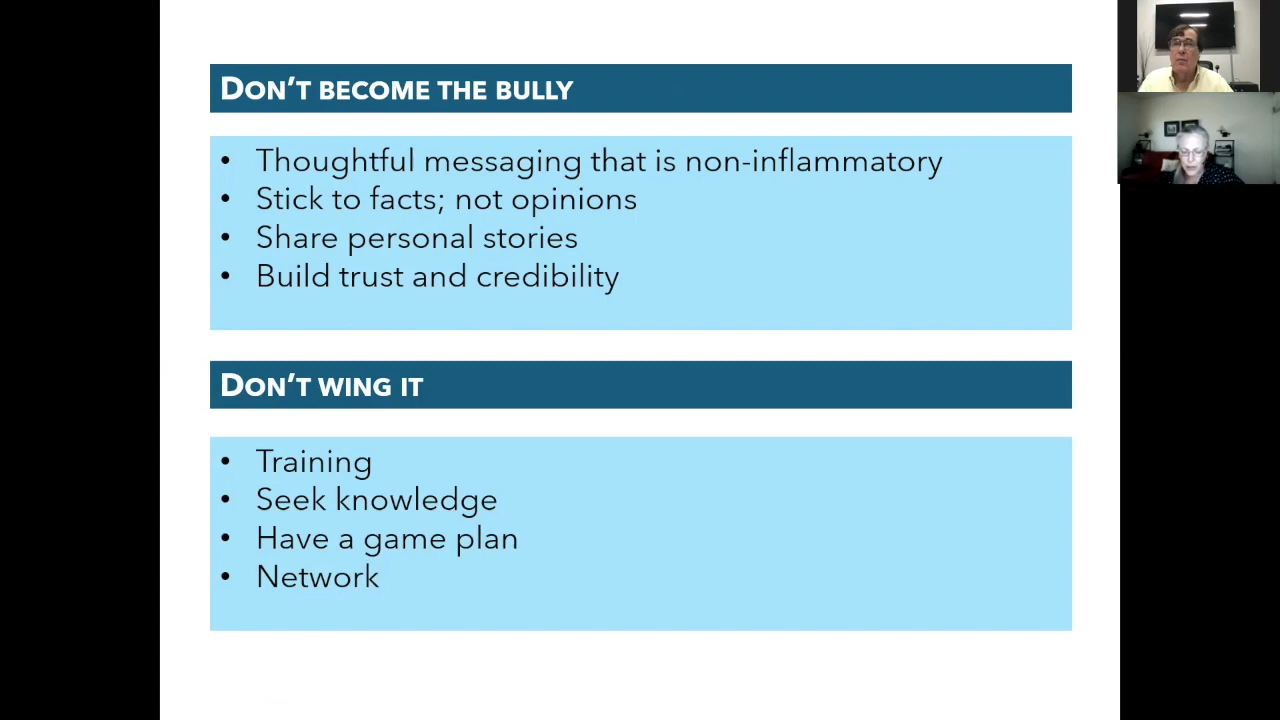 DON'T BECOME THE BULLY
• Thoughtful messaging that is non-inflammatory
• Stick to facts; not opinions
• Share personal stories
• Build trust and credibility
DON'T WING IT
• Training
• Seek knowledge
• Have a game plan
• Network